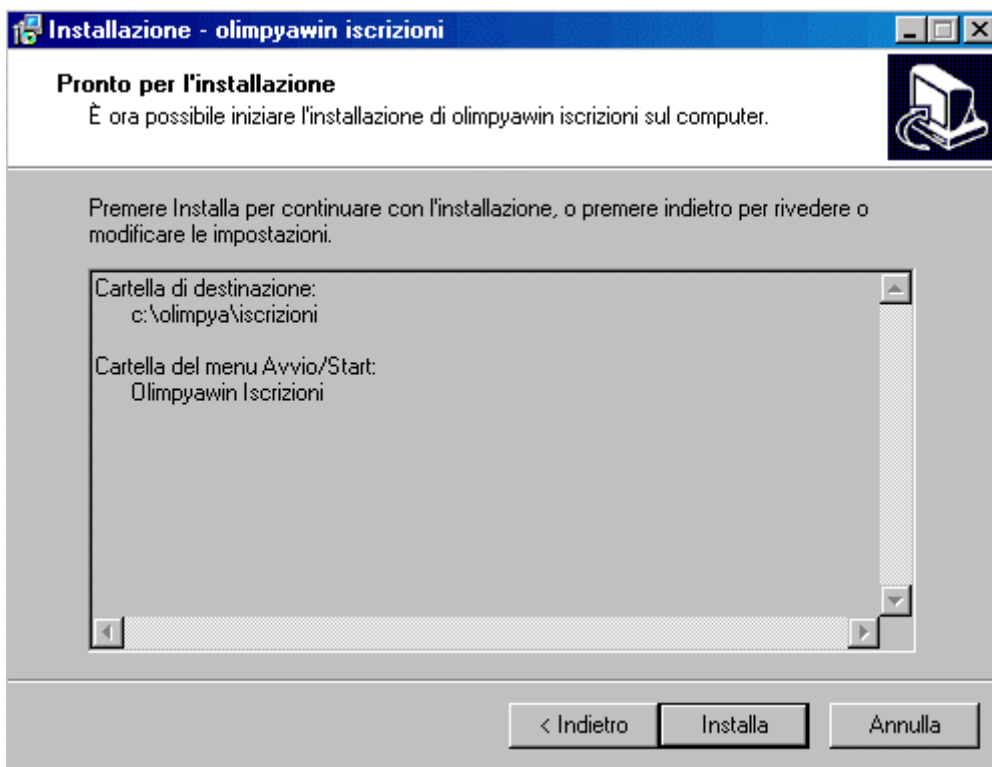 Installazione - olimpyawin iscrizioni
Pronto per l'installazione
È ora possibile iniziare l'installazione di olimpyawin iscrizioni sul computer.
Premere Installa per continuare con l'installazione, o premere indietro per rivedere o
modificare le impostazioni.
Cartella di destinazione:
c:\olimpya\iscrizioni
Cartella del menu Avvio/Start:
Olimpyawin Iscrizioni
< Indietro
Installa
Annulla